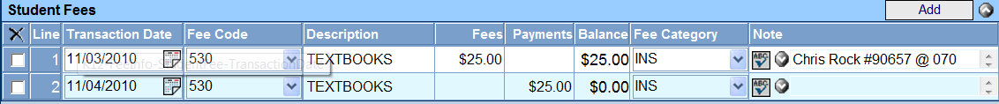 Student Fees Add
Line Transaction Date Fee Code Description Fees Payments Balance Fee Category Note
1 11/03/2010 530 TEXTBOOKS $25.00 $25.00 INS ABC Chris Rock #90657 @ 070
2 11/04/2010 530 TEXTBOOKS $25.00 $0.00 INS ABC